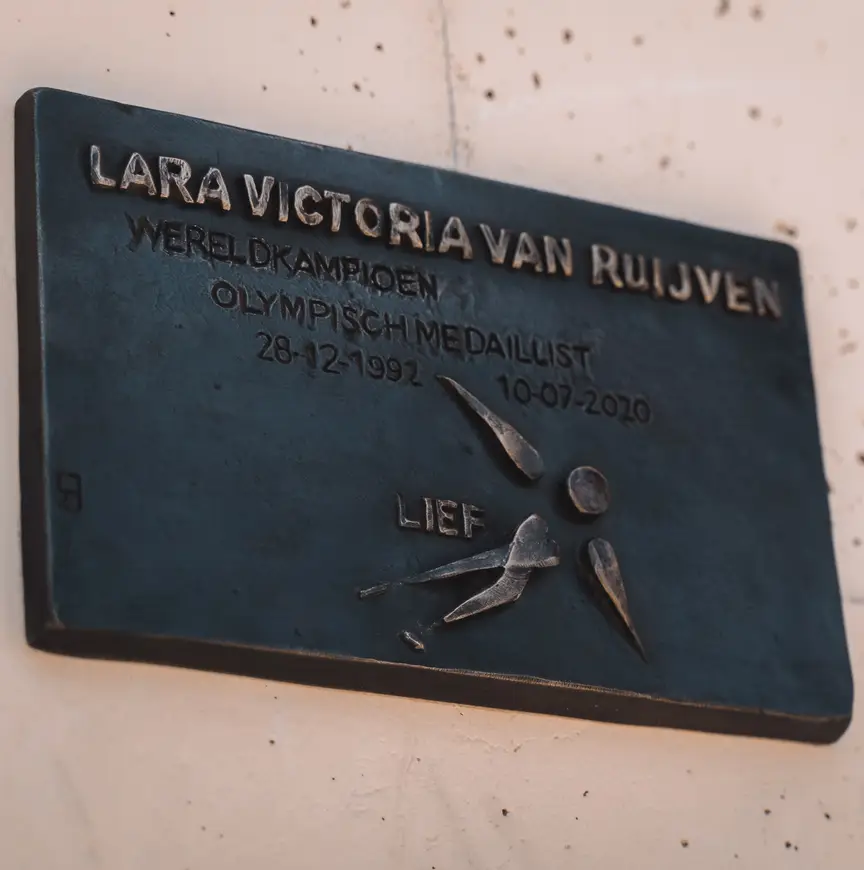 LARA VICTORIA VAN RUIJVEN
WERELDKAMPIOEN
OLYMPISCH MEDAILLIST
28-12-1992 10-07-2020
LIEF